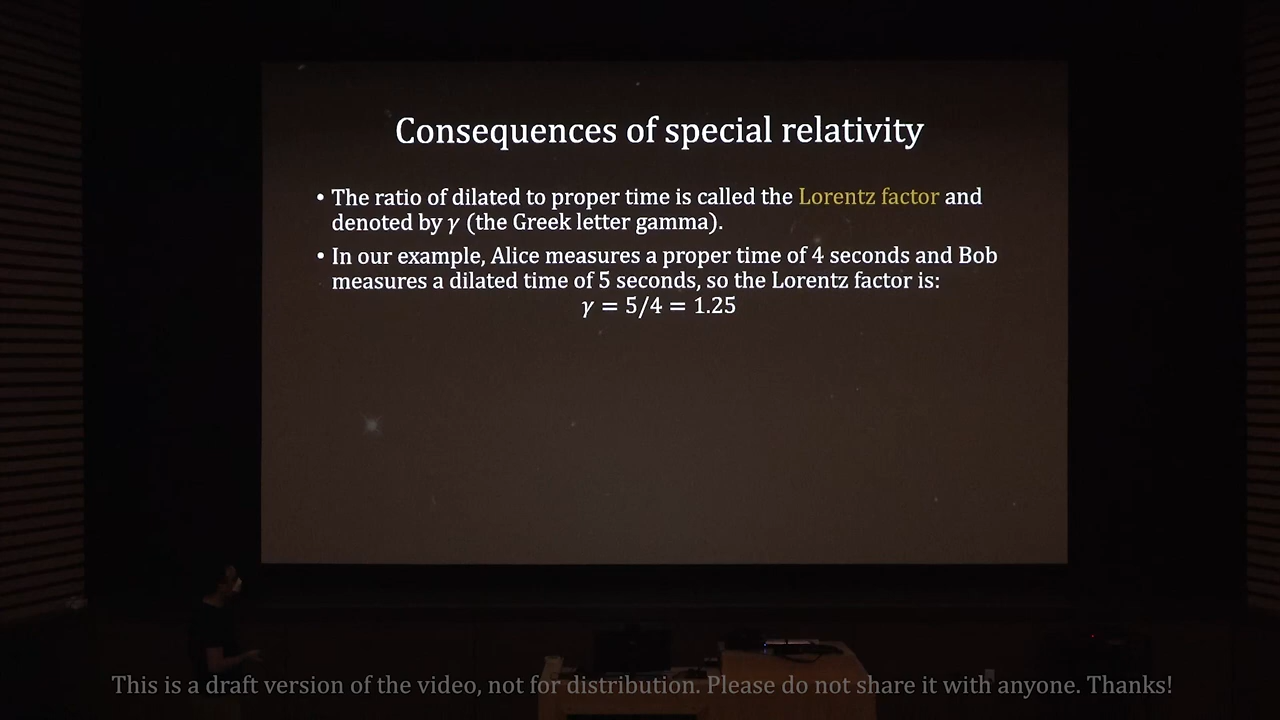 Consequences of special relativity
• The ratio of dilated to proper time is called the Lorentz factor and
denoted by γ (the Greek letter gamma).
• In our example, Alice measures a proper time of 4 seconds and Bob
measures a dilated time of 5 seconds, so the Lorentz factor is:
γ = 5/4 = 1.25
This is a draft version of the video, not for distribution. Please do not share it with anyone. Thanks!